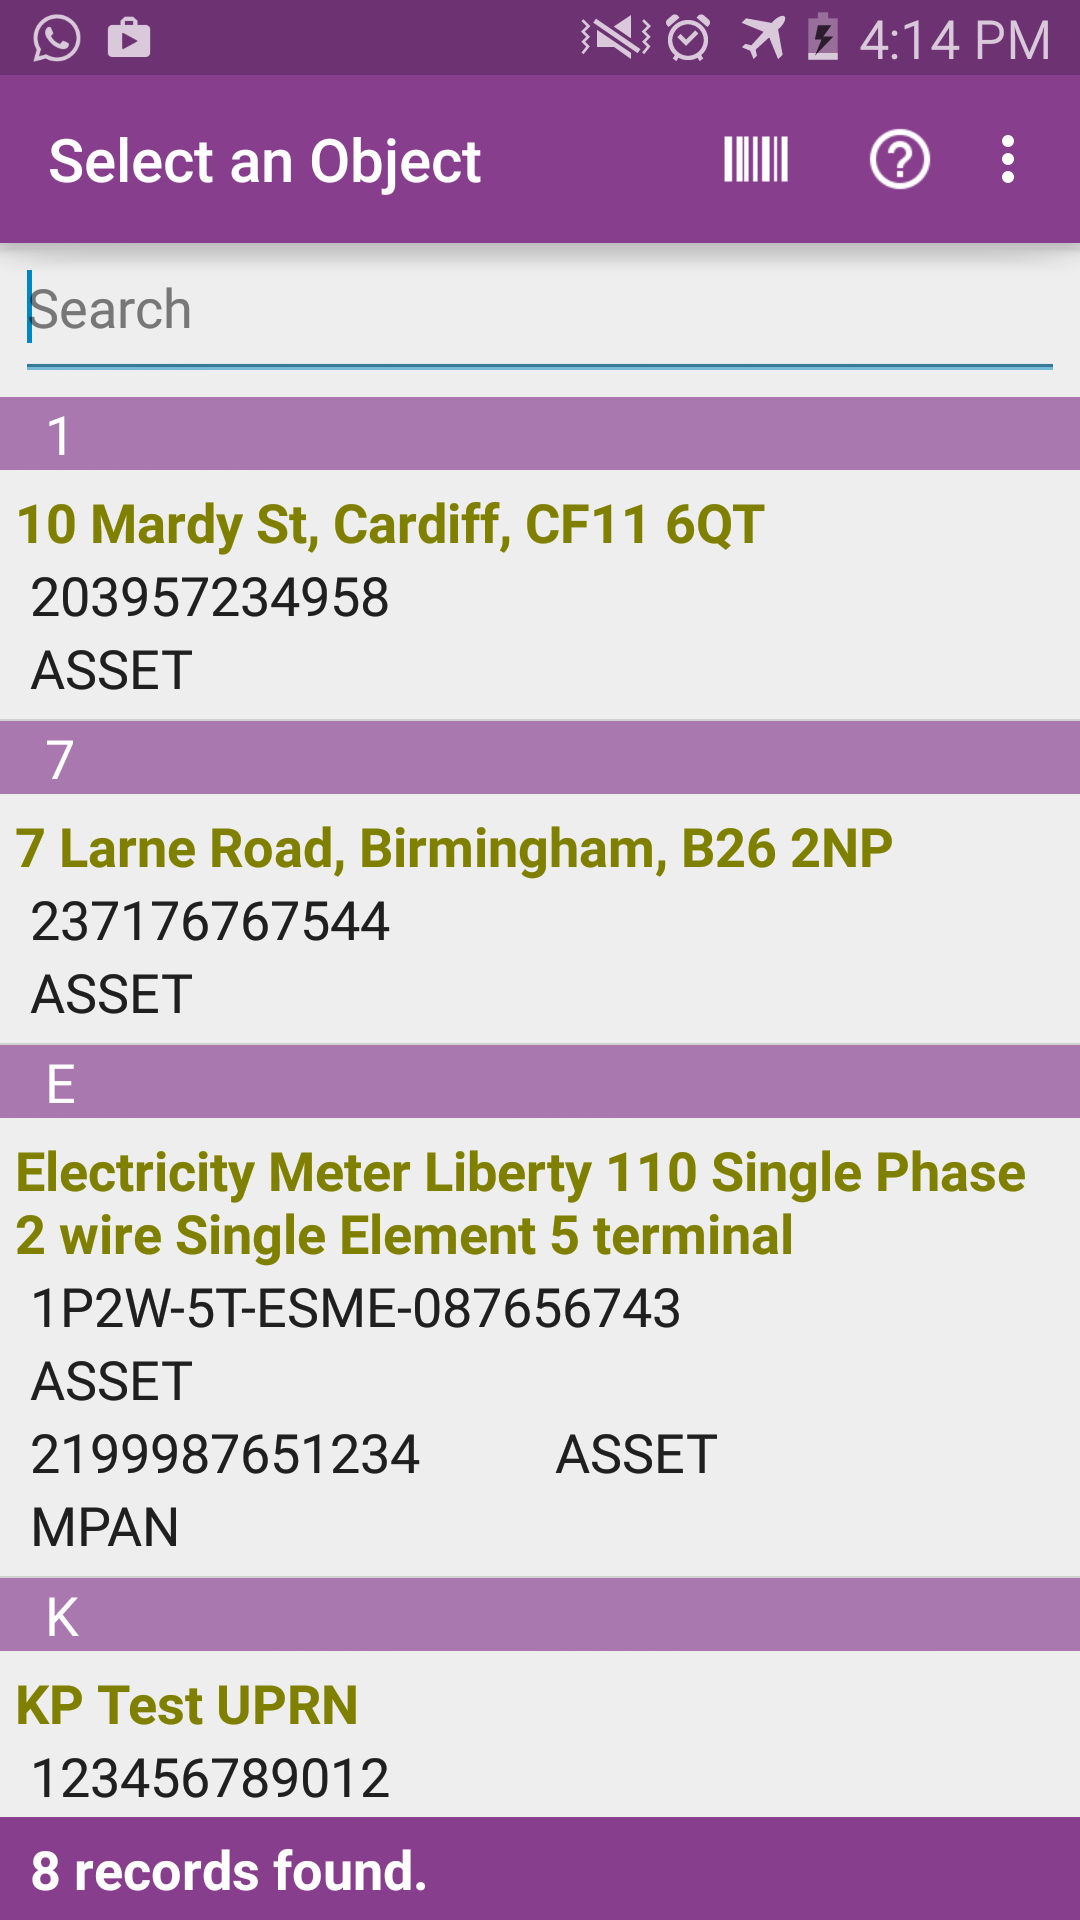 4:14 PM
Select an Object
Search
1
10 Mardy St, Cardiff, CF11 6QT
203957234958
ASSET
7
7 Larne Road, Birmingham, B26 2NP
237176767544
ASSET
E
Electricity Meter Liberty 110 Single Phase
2 wire Single Element 5 terminal
1P2W-5T-ESME-087656743
ASSET
2199987651234 ASSET
MPAN
K
KP Test UPRN
123456789012
8 records found.